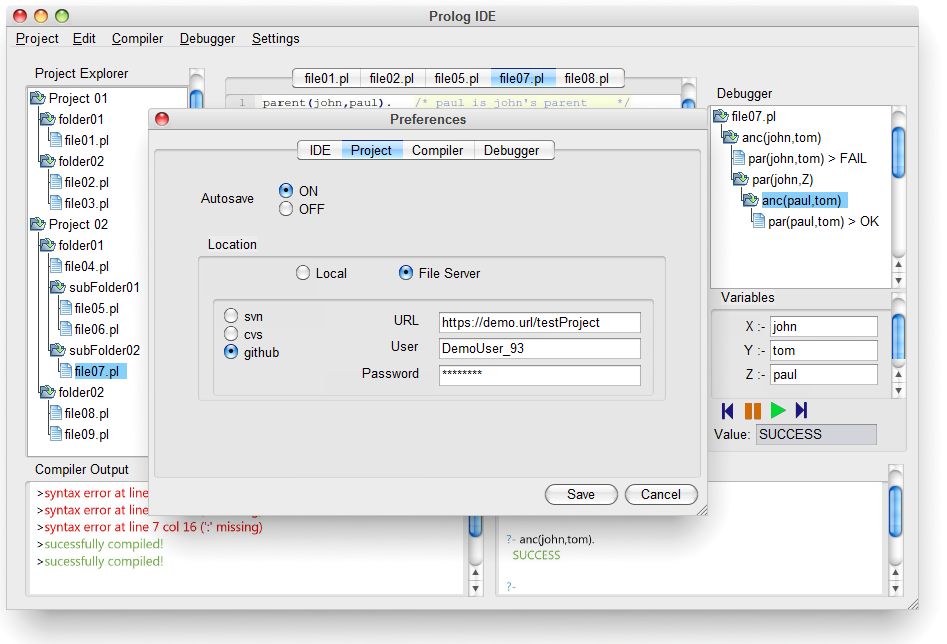 Prolog IDE
Project Edit Compiler Debugger Settings
Project Explorer
Project 01
folder01
file01.pl
folder02
file02.pl
file03.pl
Project 02
folder01
file04.pl
subFolder01
file05.pl
file06.pl
subFolder02
file07.pl
folder02
file08.pl
file09.pl
file01.pl file02.pl file05.pl file07.pl file08.pl
1 parent(john,paul). /* paul is john's parent */
Preferences
IDE Project Compiler Debugger
Autosave
ON
OFF
Location
Local File Server
svn
cvs
github
URL https://demo.url/testProject
User DemoUser_93
Password ********
Save Cancel
Debugger
file07.pl
anc(john,tom)
par(john,tom) > FAIL
par(john,Z)
anc(paul,tom)
par(paul,tom) > OK
Variables
X :- john
Y :- tom
Z :- paul
Value: SUCCESS
Compiler Output
>syntax error at line
>syntax error at line
>syntax error at line 7 col 16 (':' missing)
>sucessfully compiled!
>sucessfully compiled!
?- anc(john,tom).
SUCCESS
?-